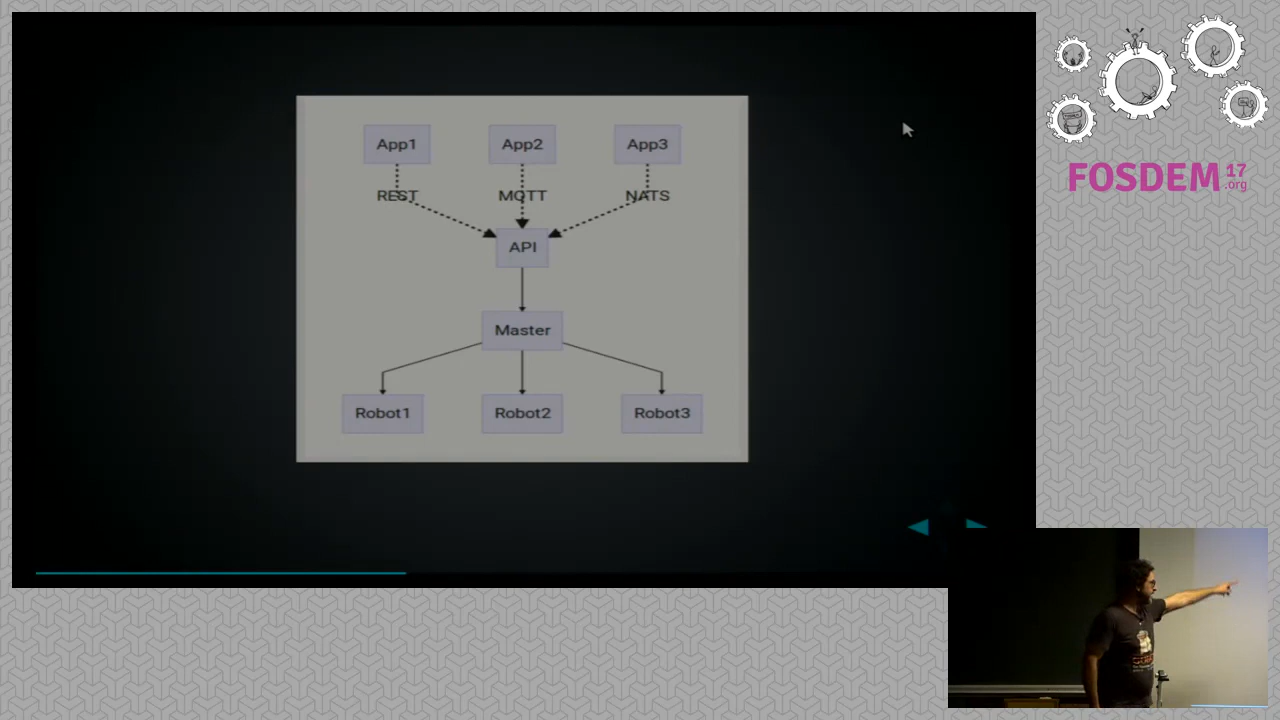 App1 App2 App3
REST MQTT NATS
API
Master
Robot1 Robot2 Robot3
FOSDEM 17
.org